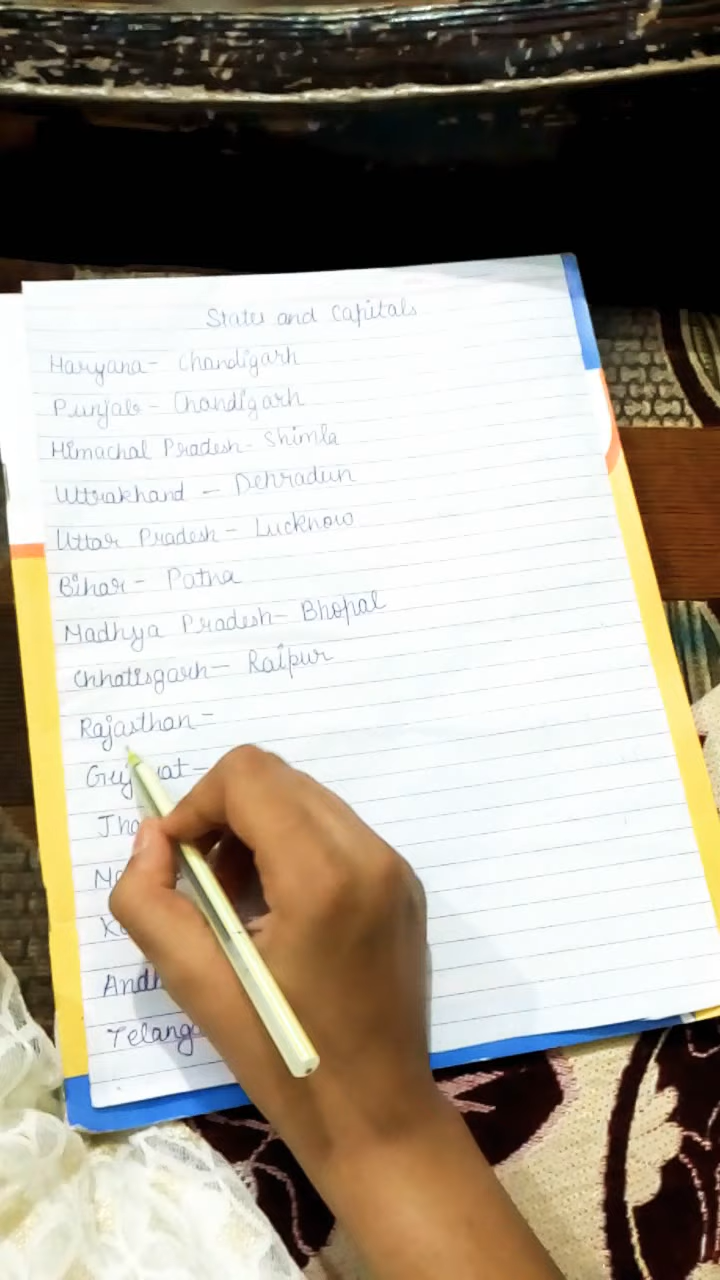 States and Capitals
Haryana- Chandigarh
Punjab - Chandigarh
Himachal Pradesh- Shimla
Uttrakhand - Dehradun
Uttar Pradesh - Lucknow
Bihar - Patna
Madhya Pradesh- Bhopal
Chhatisgarh- Raipur
Rajasthan -